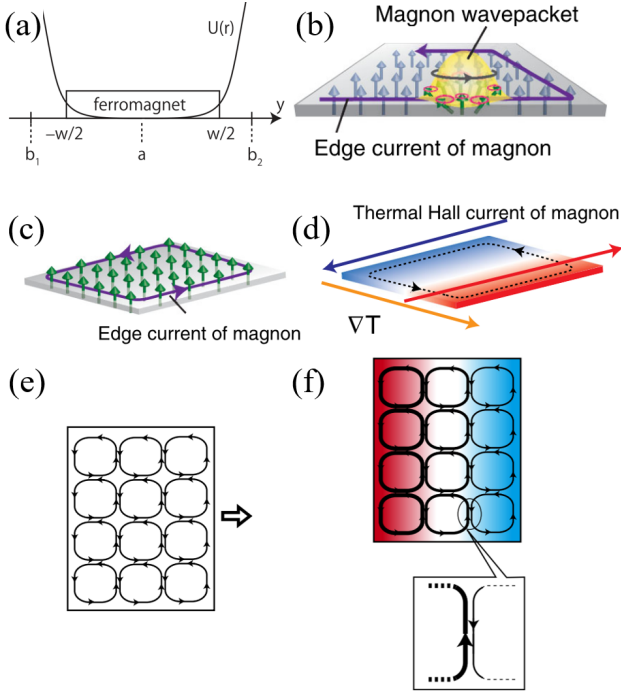 (a)
U(r)
ferromagnet
y
−w/2
w/2
b1
a
b2
(b)
Magnon wavepacket
Edge current of magnon
(c)
Edge current of magnon
(d)
Thermal Hall current of magnon
∇T
(e)
(f)